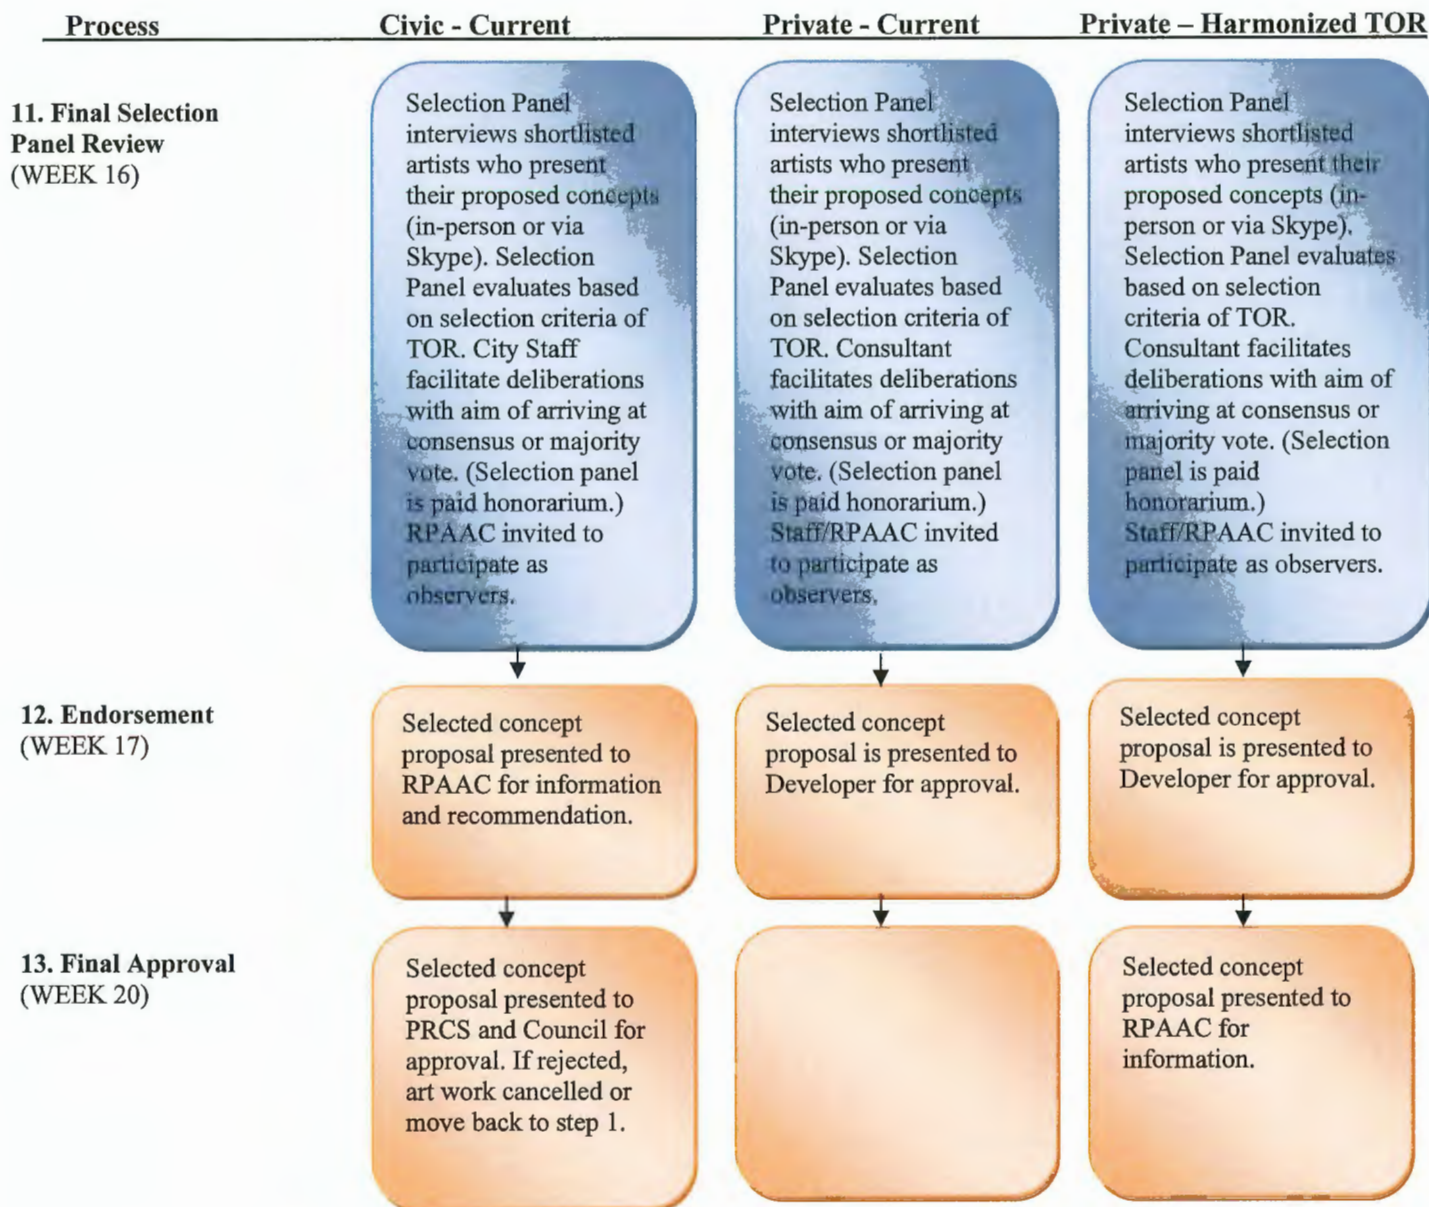 Process Civic - Current Private - Current Private – Harmonized TOR
11. Final Selection
Panel Review
(WEEK 16)
Selection Panel
interviews shortlisted
artists who present
their proposed concepts
(in-person or via
Skype). Selection
Panel evaluates based
on selection criteria of
TOR. City Staff
facilitate deliberations
with aim of arriving at
consensus or majority
vote. (Selection panel
is paid honorarium.)
RPAAC invited to
participate as
observers.
Selection Panel
interviews shortlisted
artists who present
their proposed concepts
(in-person or via
Skype). Selection
Panel evaluates based
on selection criteria of
TOR. Consultant
facilitates deliberations
with aim of arriving at
consensus or majority
vote. (Selection panel
is paid honorarium.)
Staff/RPAAC invited
to participate as
observers.
Selection Panel
interviews shortlisted
artists who present their
proposed concepts (in-
person or via Skype).
Selection Panel evaluates
based on selection
criteria of TOR.
Consultant facilitates
deliberations with aim of
arriving at consensus or
majority vote. (Selection
panel is paid
honorarium.)
Staff/RPAAC invited to
participate as observers.
12. Endorsement
(WEEK 17)
Selected concept
proposal presented to
RPAAC for information
and recommendation.
Selected concept
proposal is presented to
Developer for approval.
Selected concept
proposal is presented to
Developer for approval.
13. Final Approval
(WEEK 20)
Selected concept
proposal presented to
PRCS and Council for
approval. If rejected,
art work cancelled or
move back to step 1.
Selected concept
proposal presented to
RPAAC for
information.